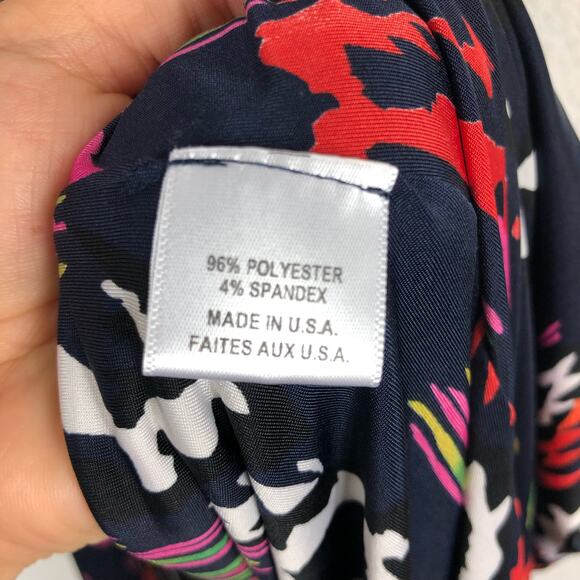 96% POLYESTER
4% SPANDEX
MADE IN U.S.A.
FAITES AUX U.S.A.